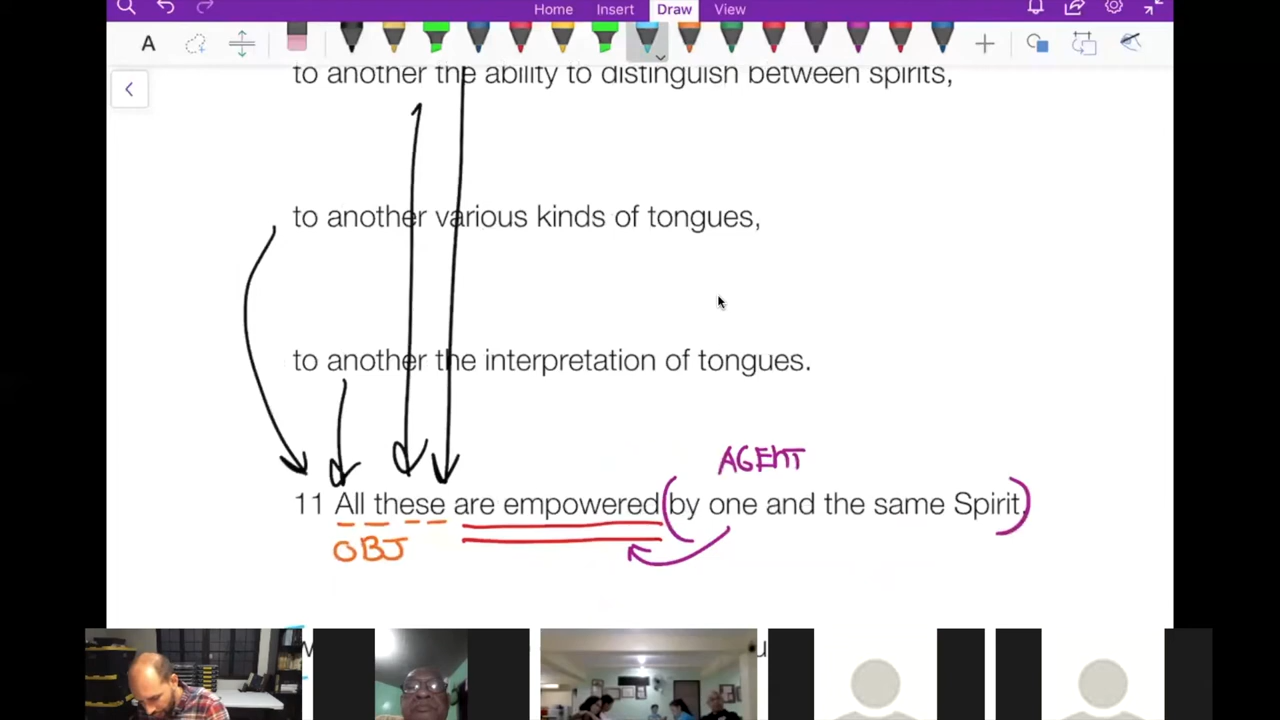 Home Insert Draw View
A
to another the ability to distinguish between spirits,
to another various kinds of tongues,
to another the interpretation of tongues.
AGENT
11 All these are empowered (by one and the same Spirit,)
OBJ